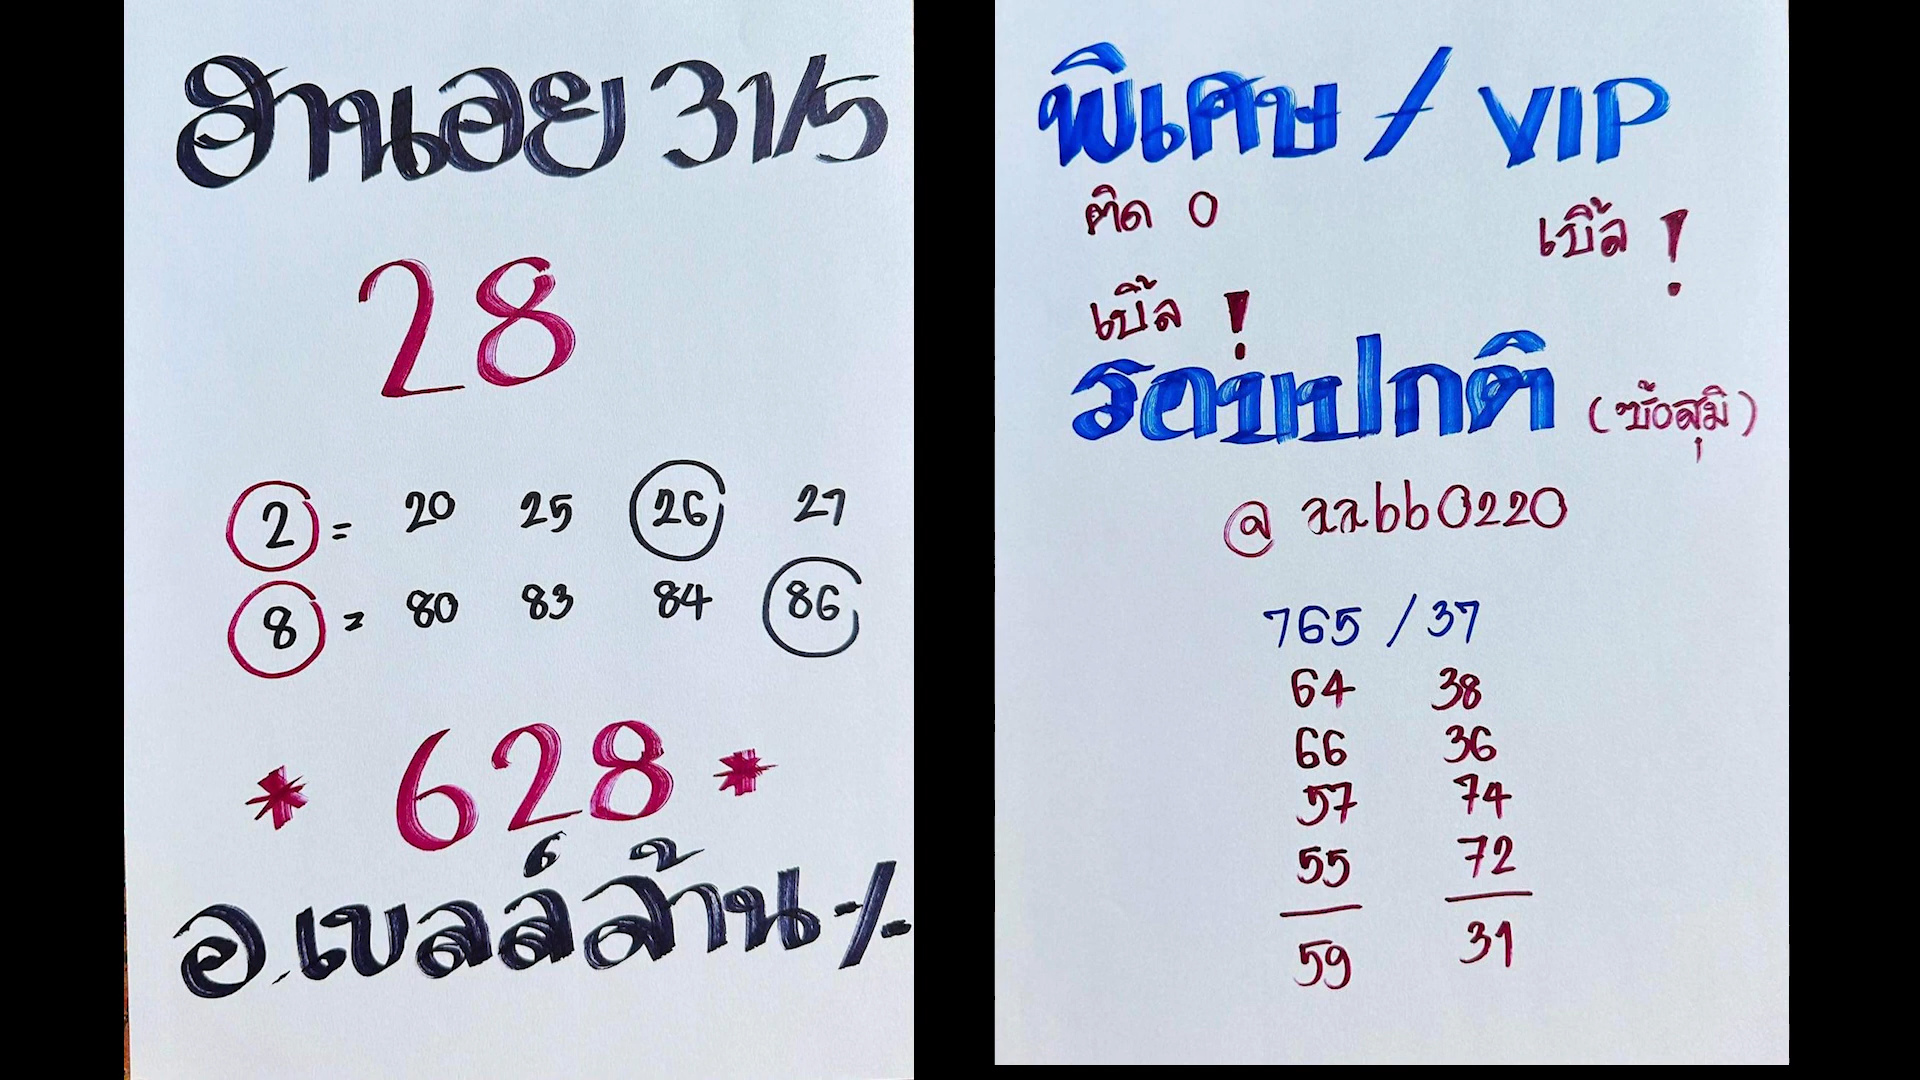 ฮานอย 31/5
28
2 = 20 25 26 27
8 = 80 83 84 86
* 628 *
อ.เบลล์ล้าน-/-
พิเศษ / VIP
ติด 0
เบิ้ล !
เบิ้ล !
รอบปกติ (ข้อสุมิ)
@ aabb0220
765 / 37
64 38
66 36
57 74
55 72
59 31